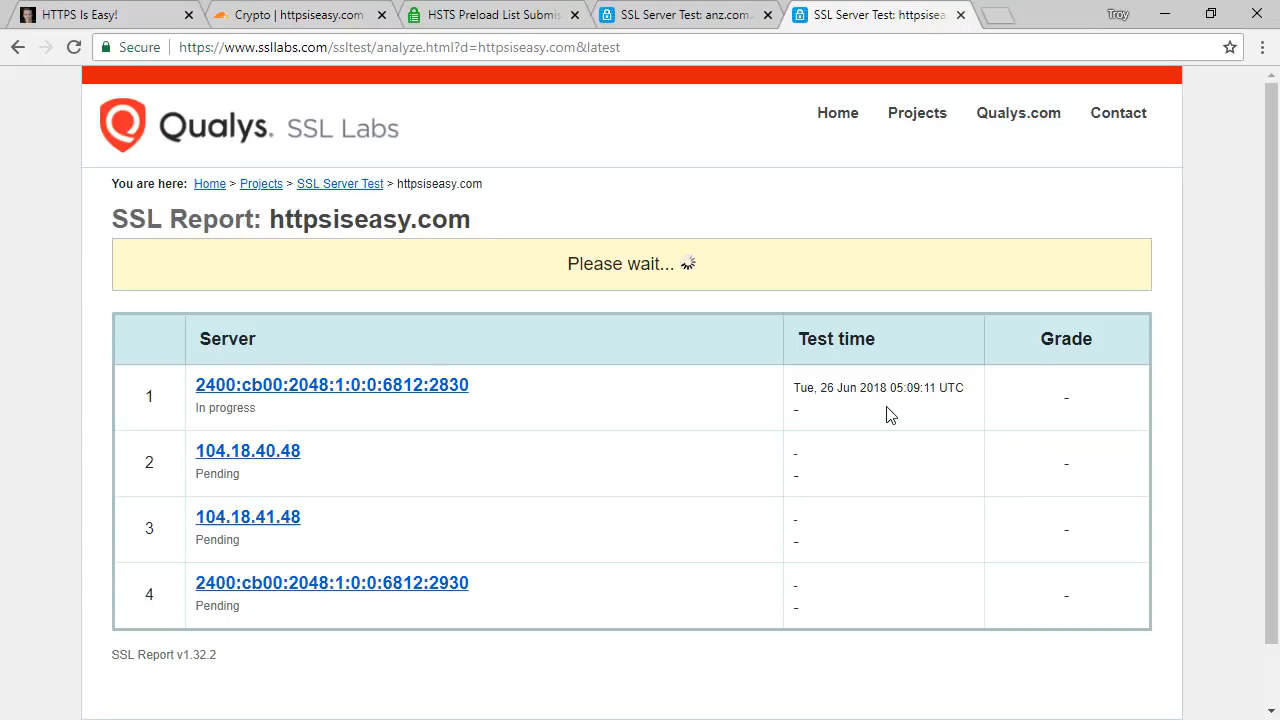 HTTPS Is Easy!
Crypto | httpsiseasy.com
HSTS Preload List Submis
SSL Server Test: anz.com.
SSL Server Test: httpsisea
Troy
Secure
https://www.ssllabs.com/ssltest/analyze.html?d=httpsiseasy.com&latest
Qualys. SSL LABS
Home Projects Qualys.com Contact
You are here: Home > Projects > SSL Server Test > httpsiseasy.com
SSL Report: httpsiseasy.com
Please wait...
Server Test time Grade
1 2400:cb00:2048:1:0:0:6812:2830 Tue, 26 Jun 2018 05:09:11 UTC -
In progress -
2 104.18.40.48 - -
Pending -
3 104.18.41.48 - -
Pending -
4 2400:cb00:2048:1:0:0:6812:2930 - -
Pending -
SSL Report v1.32.2